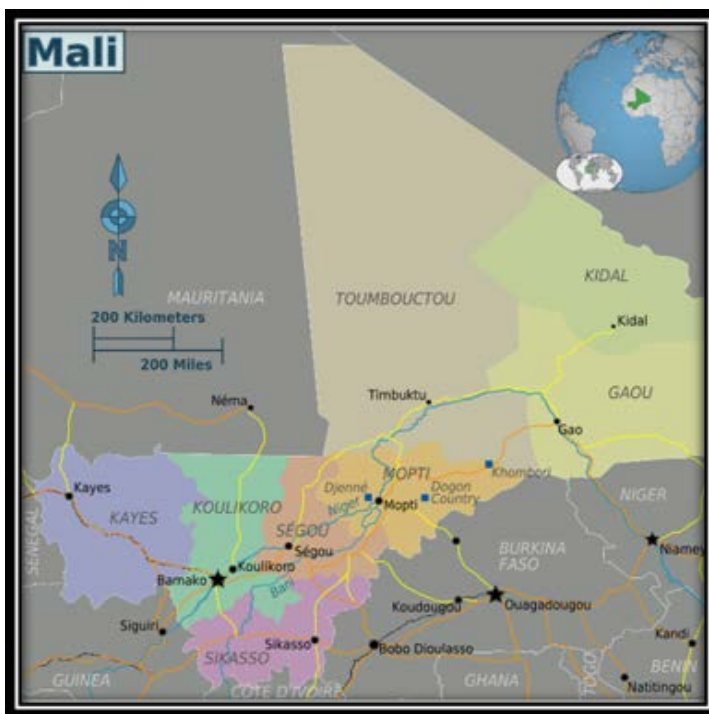 Mali
N
200 Kilometers
200 Miles
MAURITANIA
TOUMBOUCTOU
KIDAL
Kidal
GAOU
Néma
Timbuktu
Gao
Khombori
MOPTI
Djenné
Niger
Mopti
Dogon
Country
Kayes
KAYES
KOULIKORO
SÉGOU
Ségou
Koulikoro
Bamako
Bani
NIGER
Niamey
BURKINA
FASO
SENEGAL
Koudougou
Ouagadougou
Siguiri
Sikasso
SIKASSO
Bobo Dioulasso
Kandi
GUINEA
CÔTE D'IVOIRE
GHANA
TOGO
BENIN
Natitingou